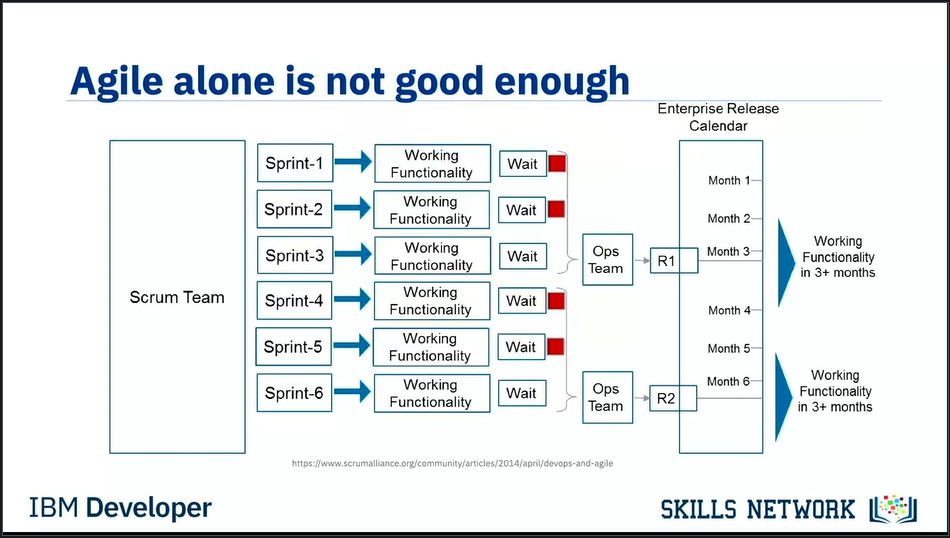 Agile alone is not good enough
Enterprise Release
Calendar
Scrum Team
Sprint-1
Working
Functionality
Wait
Sprint-2
Working
Functionality
Wait
Sprint-3
Working
Functionality
Wait
Sprint-4
Working
Functionality
Wait
Sprint-5
Working
Functionality
Wait
Sprint-6
Working
Functionality
Wait
Ops
Team
R1
Ops
Team
R2
Month 1
Month 2
Month 3
Month 4
Month 5
Month 6
Working
Functionality
in 3+ months
Working
Functionality
in 3+ months
https://www.scrumalliance.org/community/articles/2014/april/devops-and-agile
IBM Developer
SKILLS NETWORK